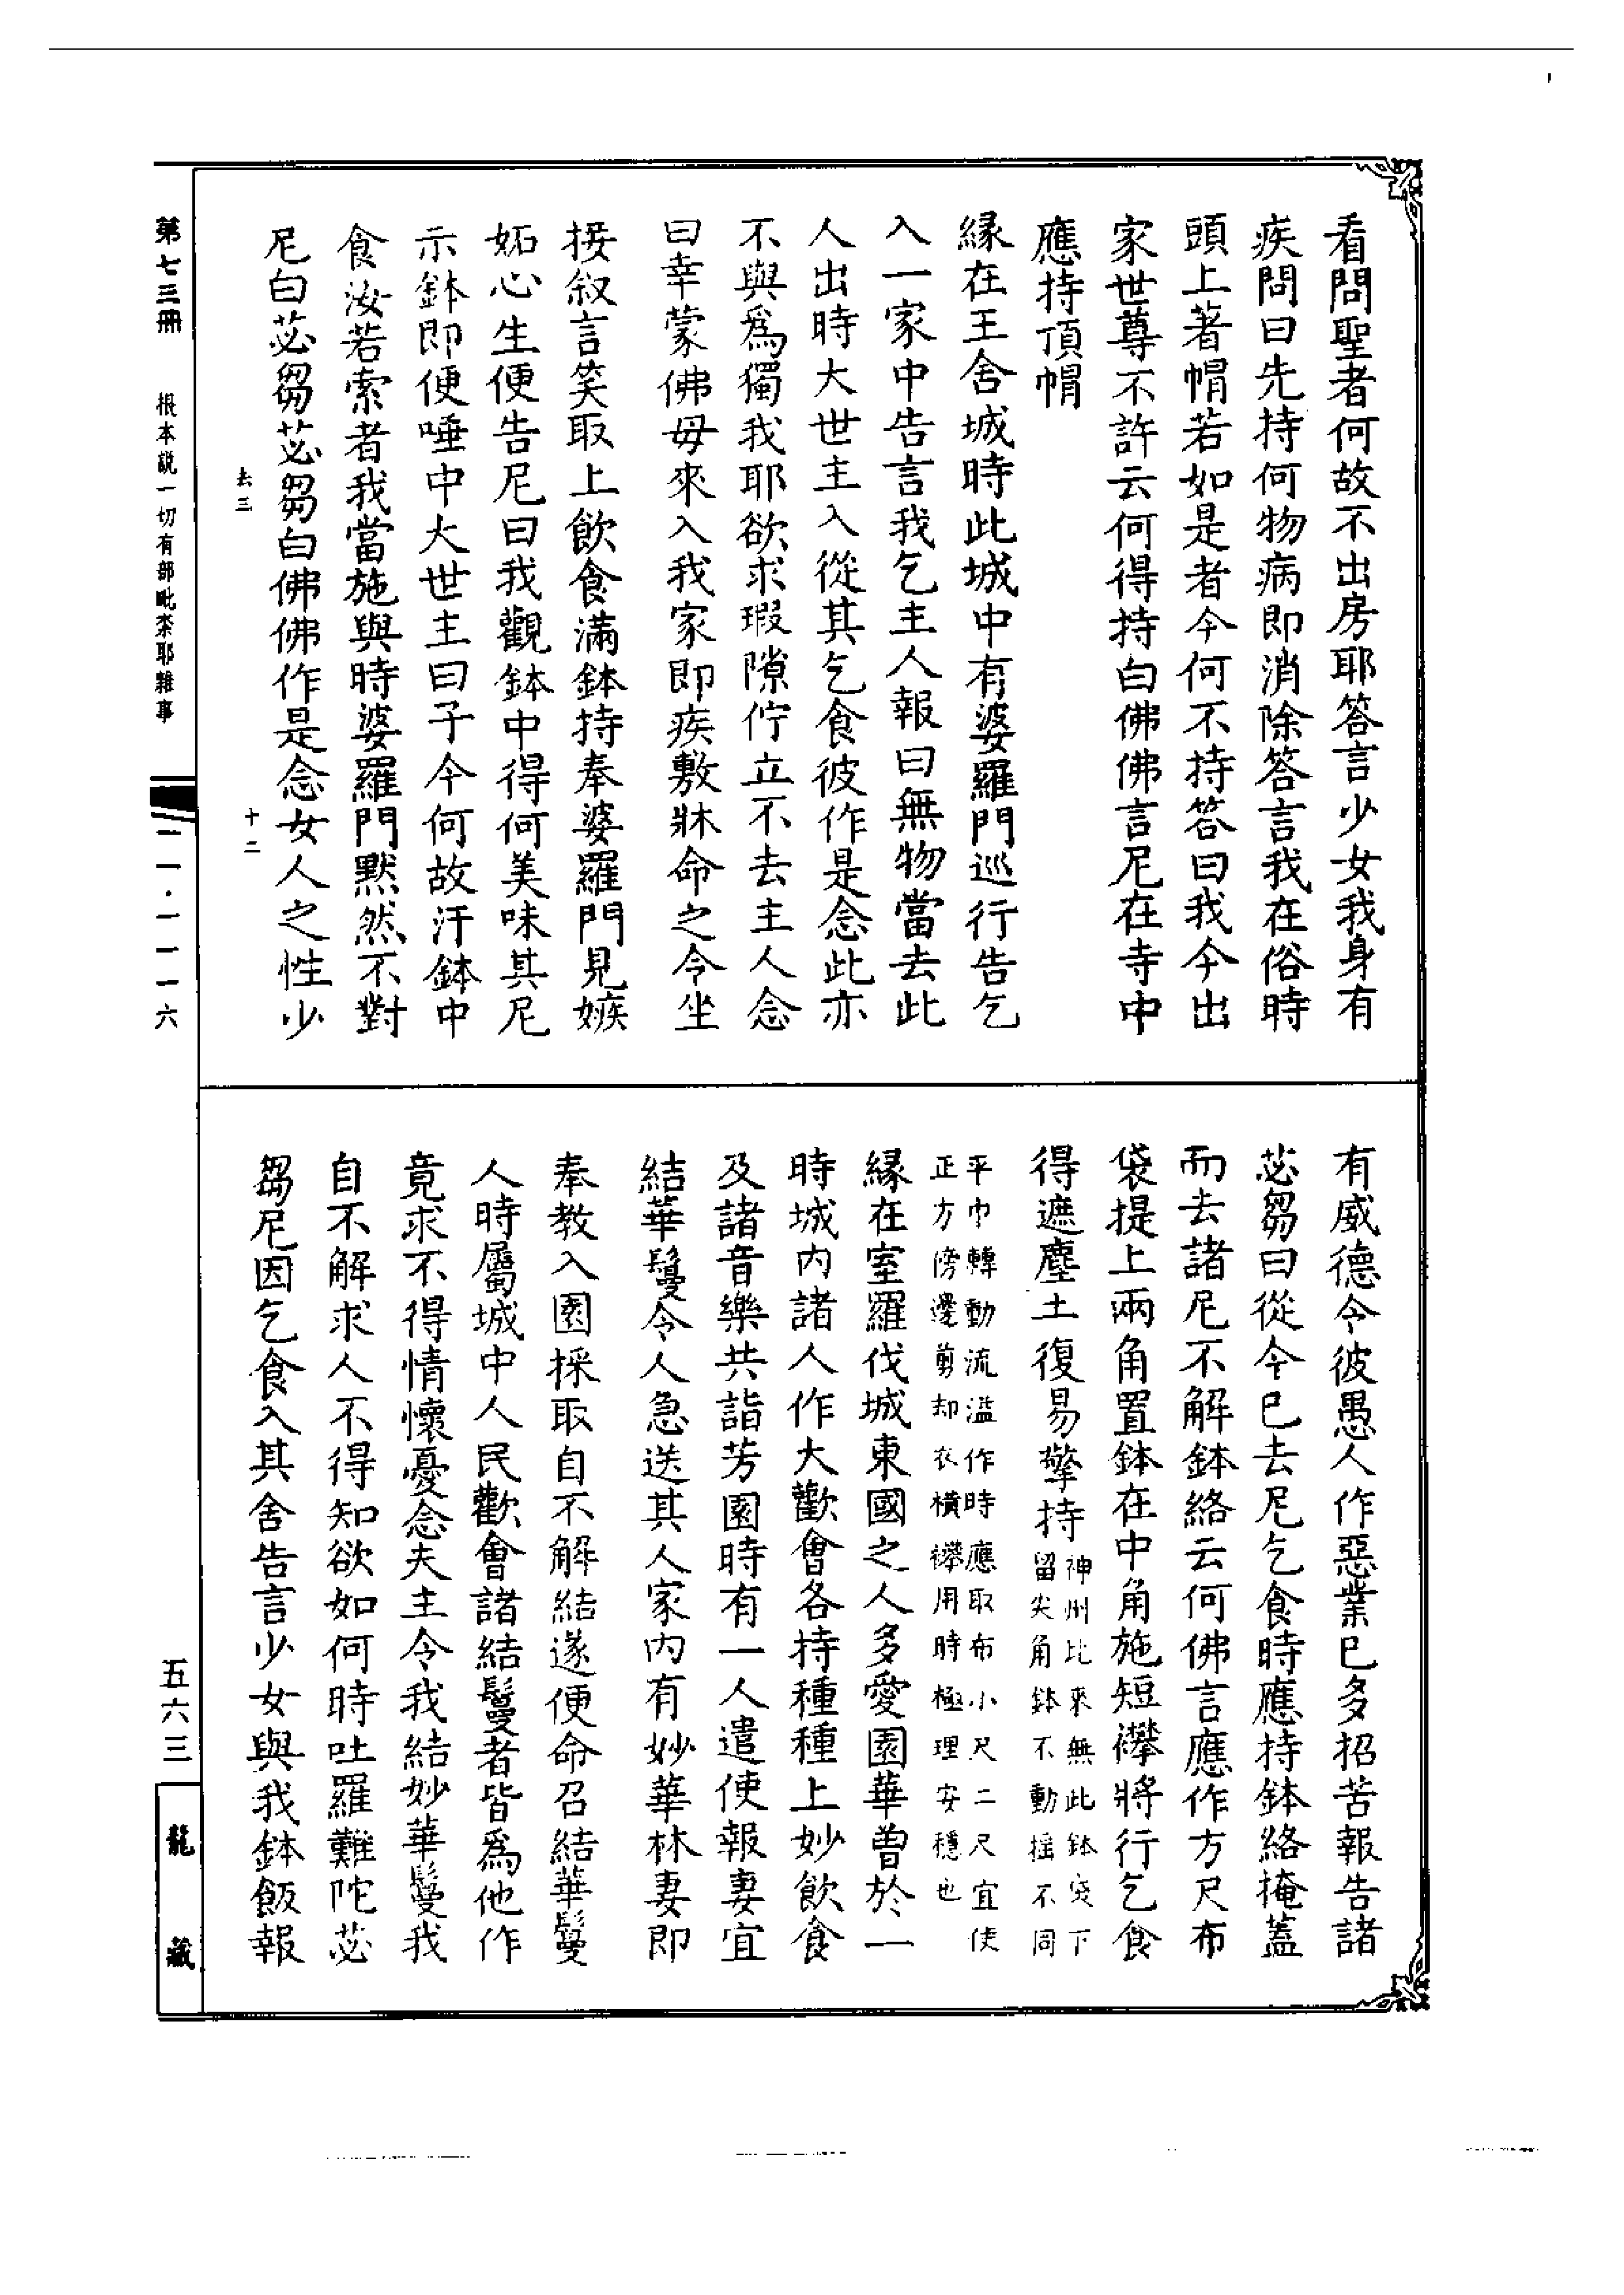 看問聖者何故不出房耶答言少女我身有
疾問曰先持何物病即消除答言我在俗時
頭上著帽若如是者今何不持答曰我今出
家世尊不許云何得持白佛佛言尼在寺中
應持頂帽
緣在王舍城時此城中有婆羅門巡行告乞
入一家中告言我乞主人報曰無物當去此
人出時大世主入從其乞食彼作是念此亦
不與爲獨我耶欲求瑕隙佇立不去主人念
曰幸蒙佛母來入我家即疾敷牀命之令坐
接叙言笑取上飲食滿鉢持奉婆羅門見嫉
妬心生便告尼曰我觀鉢中得何美味其尼
示鉢即便唾中大世主曰子今何故汙鉢中
食汝若索者我當施與時婆羅門黙然不對
尼白苾芻苾芻白佛佛作是念女人之性少
去三
十二
有威德令彼愚人作惡業已多招苦報告諸
苾芻曰從今已去尼乞食時應持鉢絡掩蓋
而去諸尼不解鉢絡云何佛言應作方尺布
袋提上兩角置鉢在中角施短襻將行乞食
得遮塵土復易擎持神州比來無此鉢袋下
留尖角鉢不動搖不同
平巾轉動流溢作時應取布小尺二尺宜使
正方傍邊剪却衣橫襻用時極理安穩也
緣在室羅伐城東國之人多愛園華曾於一
時城內諸人作大歡會各持種種上妙飲食
及諸音樂共詣芳園時有一人遣使報妻宜
結華鬘令人急送其人家內有妙華林妻即
奉教入園採取自不解結遂便命召結華鬘
人時屬城中人民歡會諸結鬘者皆爲他作
竟求不得情懷憂念夫主令我結妙華鬘我
自不解求人不得知欲如何時吐羅難陀苾
芻尼因乞食入其舍告言少女與我鉢飯報
第七三冊
根本説一切有部毗柰耶雜事
一一·一一一六
五六三
龍藏